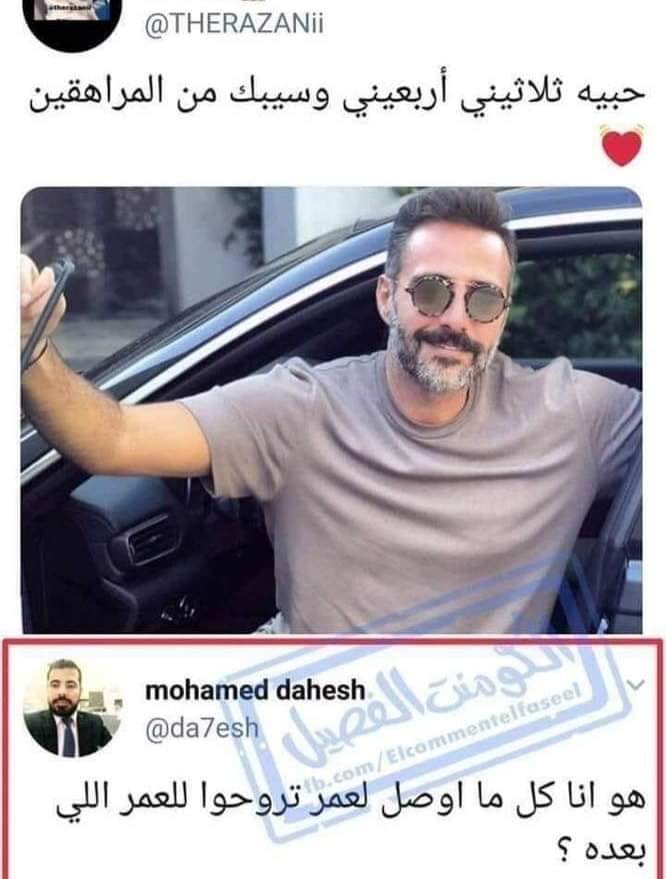 @THERAZANii
حبيه ثلاثيني أربعيني وسيبك من المراهقين
الكومنت الفصيل
fb.com/Elcommentelfaseel
mohamed dahesh
@da7esh
هو انا كل ما اوصل لعمر تروحوا للعمر اللي
بعده ؟